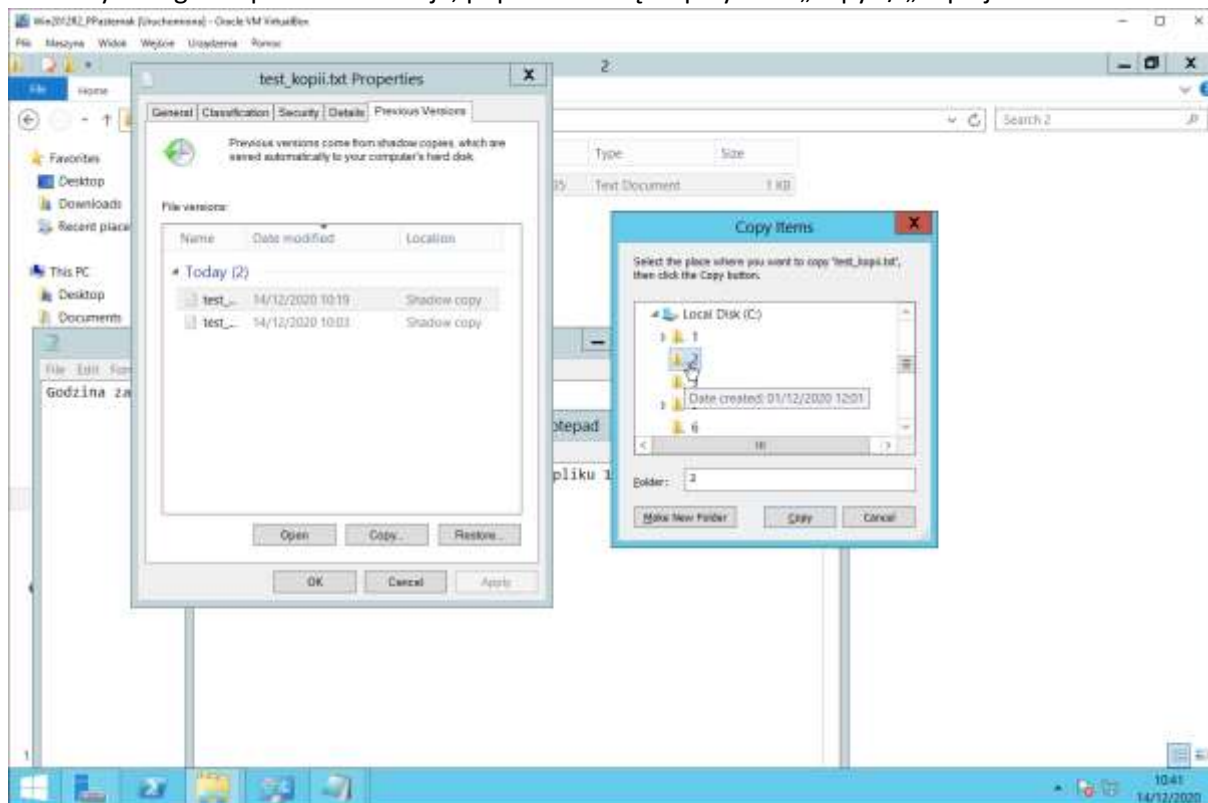 Win2012R2_PPasternak [Uruchomiona] - Oracle VM VirtualBox
Plik Maszyna Widok Wejście Urządzenia Pomoc
2
File Home
Search 2
Favorites
Desktop
Downloads
Recent place
This PC
Desktop
Documents
Type Size
Text Document 1 KB
test_kopii.txt Properties
General Classification Security Details Previous Versions
Previous versions come from shadow copies, which are
saved automatically to your computer's hard disk.
File versions:
Name Date modified Location
Today (2)
test_... 14/12/2020 10:19 Shadow copy
test_... 14/12/2020 10:03 Shadow copy
Open Copy... Restore...
OK Cancel Apply
File Edit For
Godzina za
otepad
pliku 1
Copy Items
Select the place where you want to copy 'test_kopii.txt',
then click the Copy button.
Local Disk (C:)
1
2
Date created: 01/12/2020 12:01
6
Folder: 2
Make New Folder Copy Cancel
10:41
14/12/2020